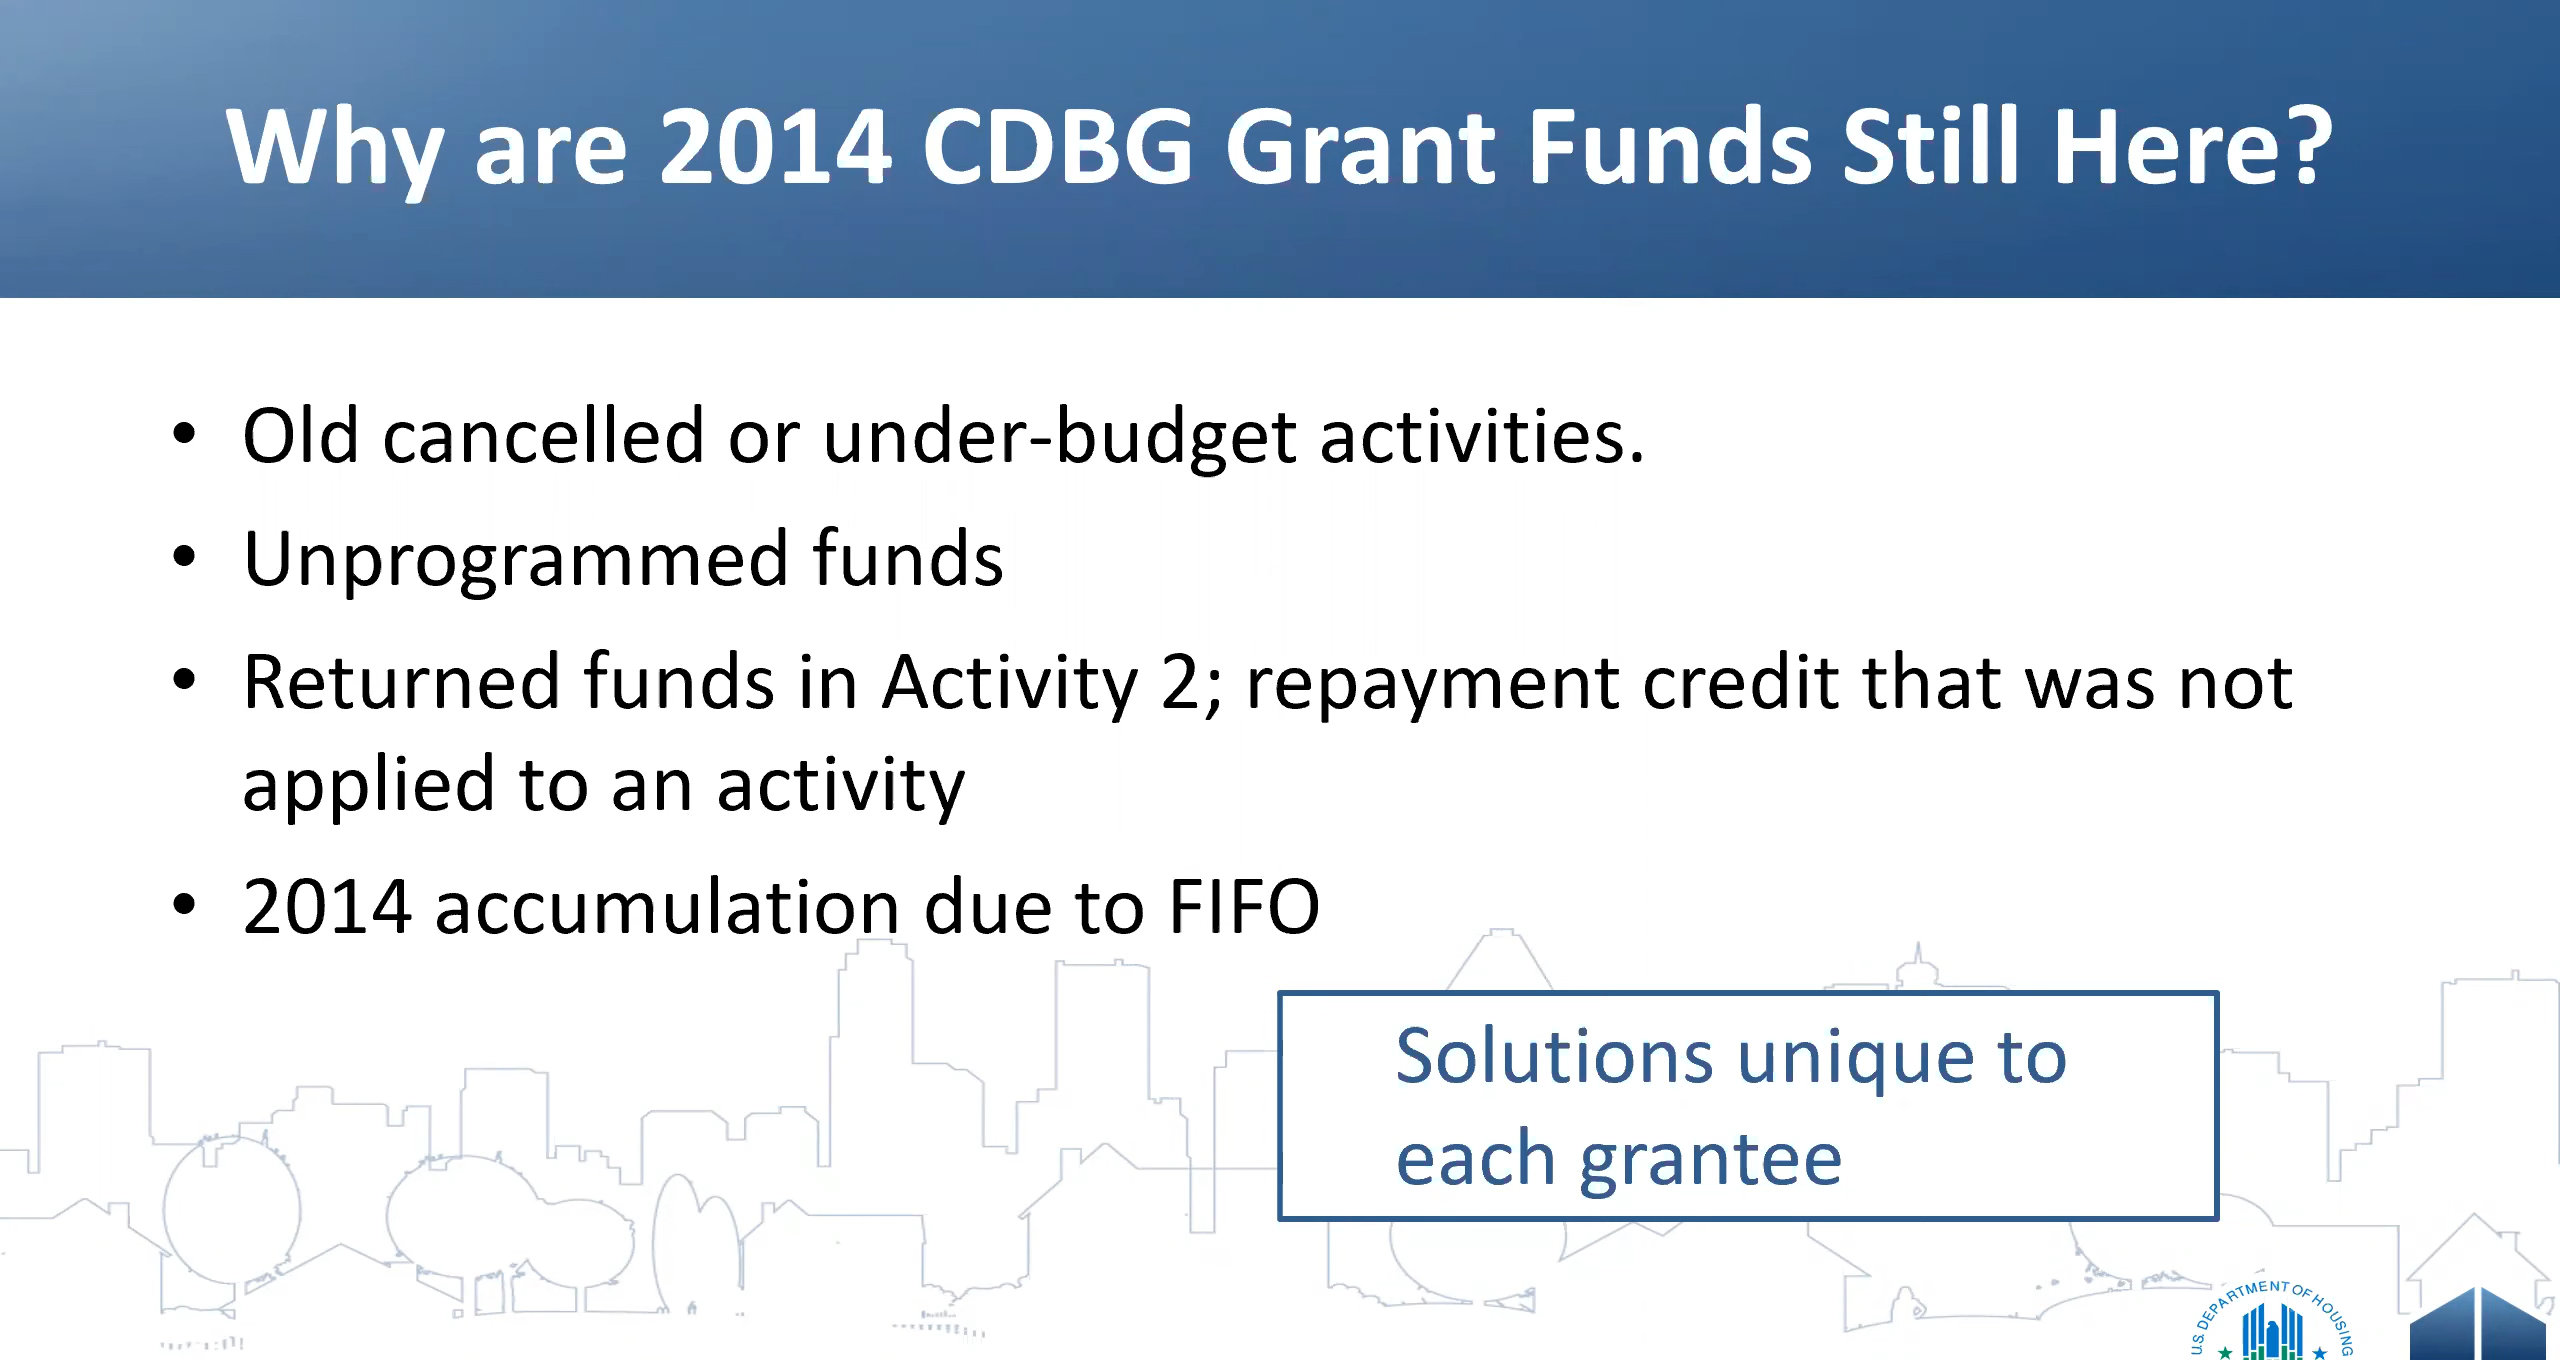 Why are 2014 CDBG Grant Funds Still Here?
• Old cancelled or under-budget activities.
• Unprogrammed funds
• Returned funds in Activity 2; repayment credit that was not
applied to an activity
• 2014 accumulation due to FIFO
Solutions unique to
each grantee
U.S. DEPARTMENT OF HOUSING